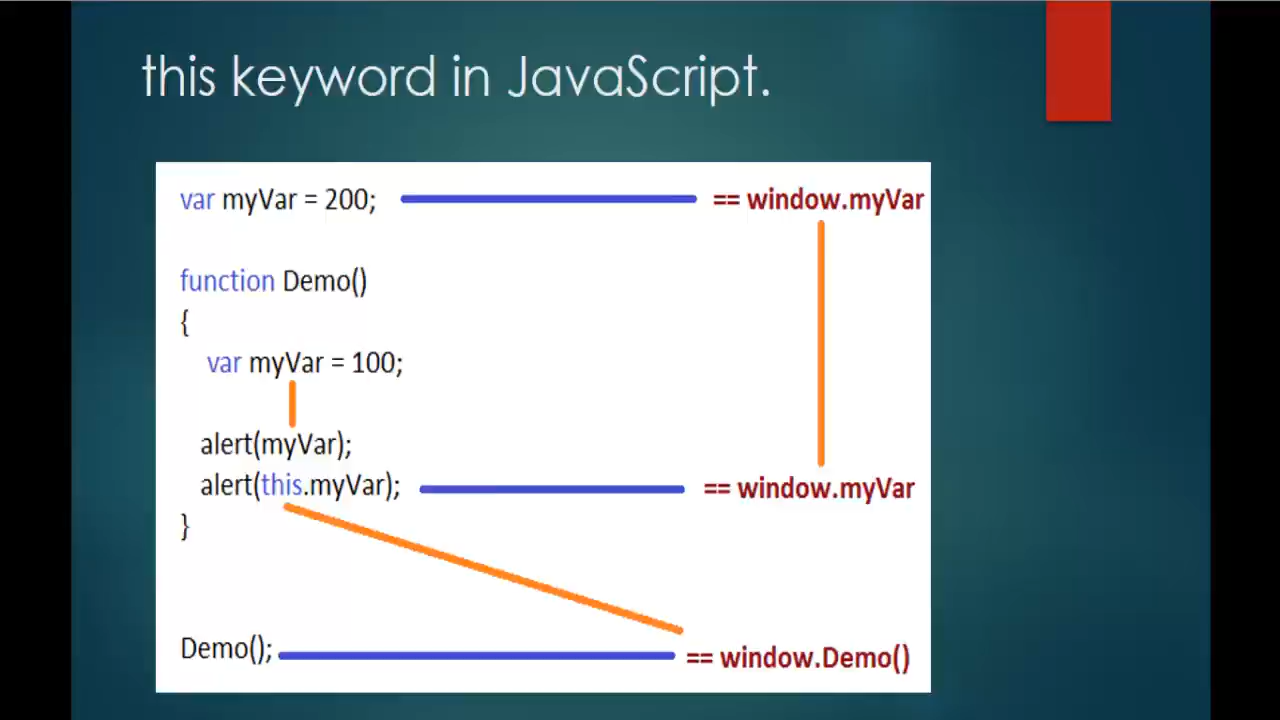 this keyword in JavaScript.
var myVar = 200; == window.myVar
function Demo()
{
var myVar = 100;
alert(myVar);
alert(this.myVar); == window.myVar
}
Demo(); == window.Demo()